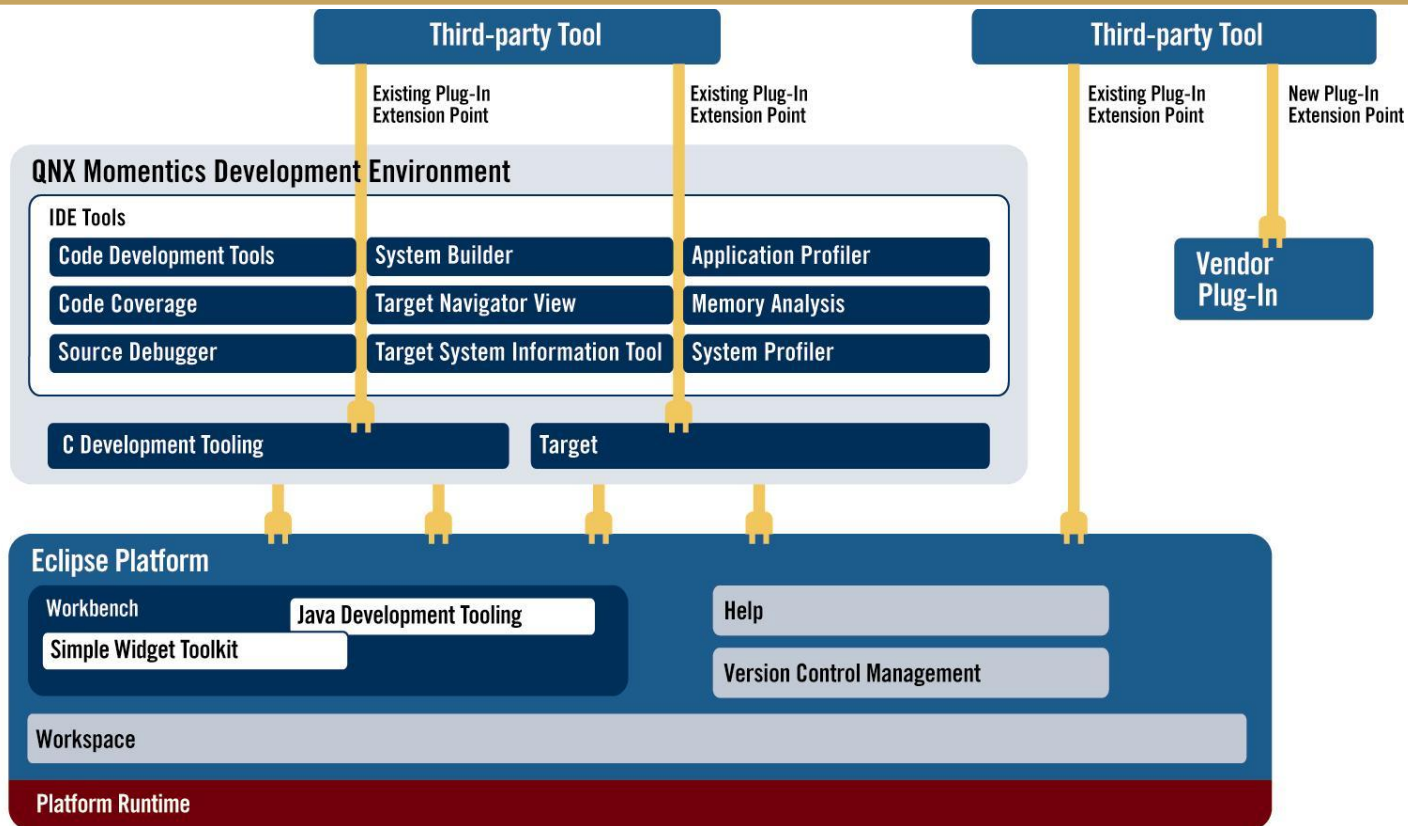 Third-party Tool
Third-party Tool
Existing Plug-In
Extension Point
Existing Plug-In
Extension Point
Existing Plug-In
Extension Point
New Plug-In
Extension Point
QNX Momentics Development Environment
IDE Tools
Code Development Tools
System Builder
Application Profiler
Code Coverage
Target Navigator View
Memory Analysis
Source Debugger
Target System Information Tool
System Profiler
Vendor
Plug-In
C Development Tooling
Target
Eclipse Platform
Workbench
Java Development Tooling
Simple Widget Toolkit
Help
Version Control Management
Workspace
Platform Runtime